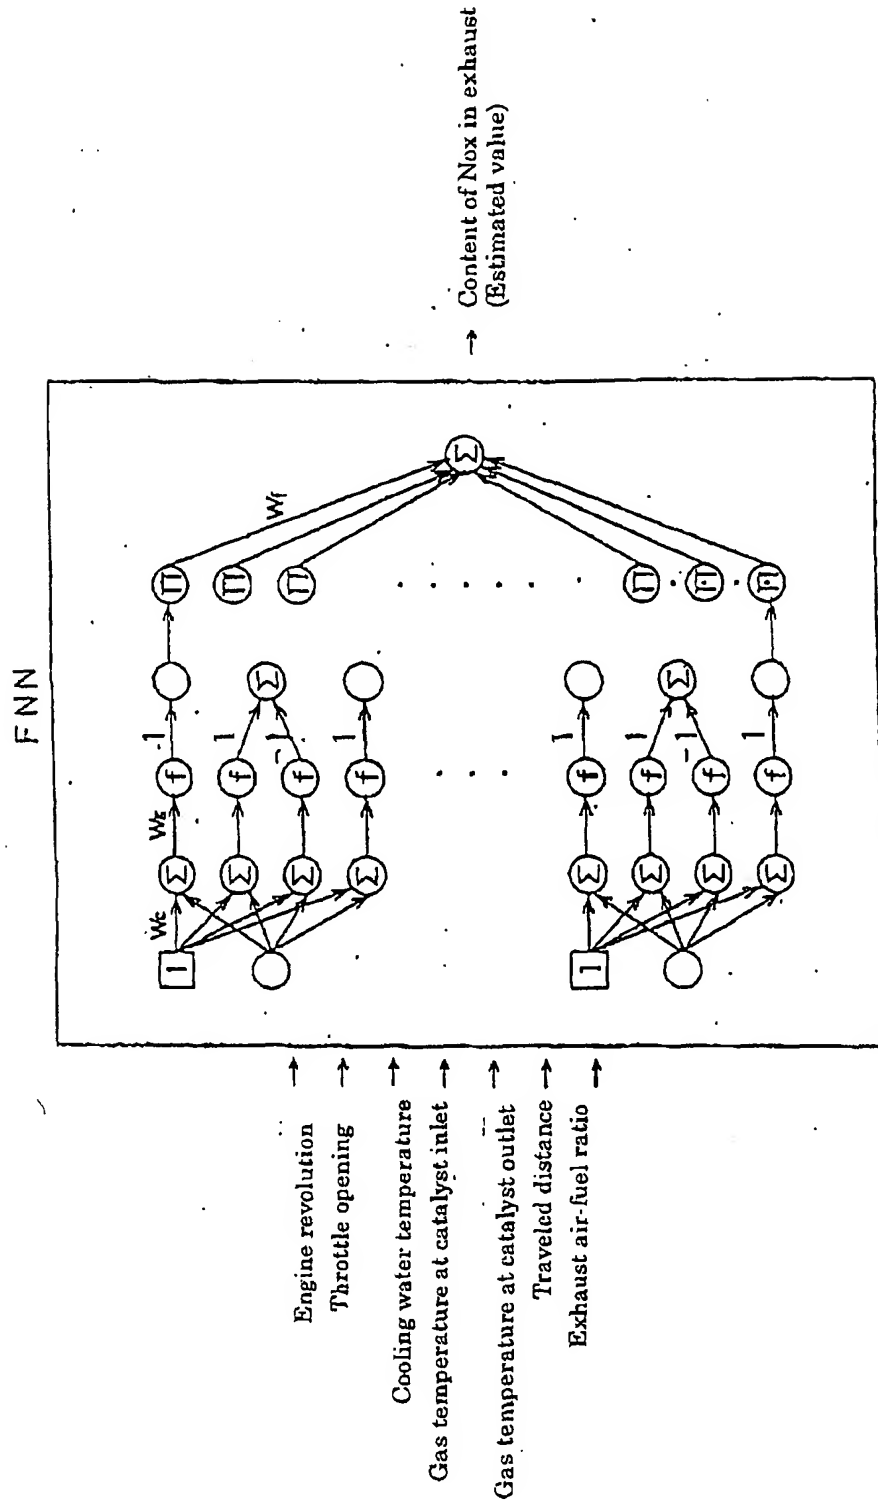 FNN
Engine revolution
Throttle opening
Cooling water temperature
Gas temperature at catalyst inlet
Gas temperature at catalyst outlet
Traveled distance
Exhaust air-fuel ratio
1
Wc
Σ
Σ
Σ
Σ
Wg
f
f
f
f
1
1
-1
1
Σ
1
Σ
Σ
Σ
Σ
f
f
f
f
1
1
-1
1
Σ
Π
Π
Π
Π
Π
Π
Wf
Σ
Content of Nox in exhaust
(Estimated value)